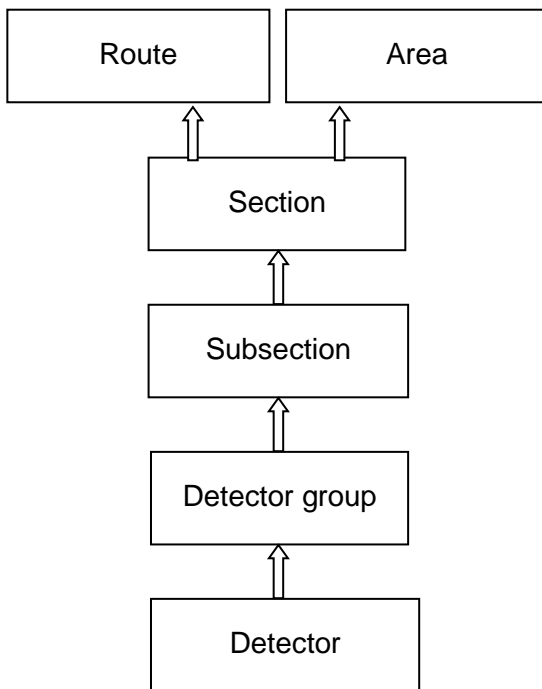 Route
Area
Section
Subsection
Detector group
Detector